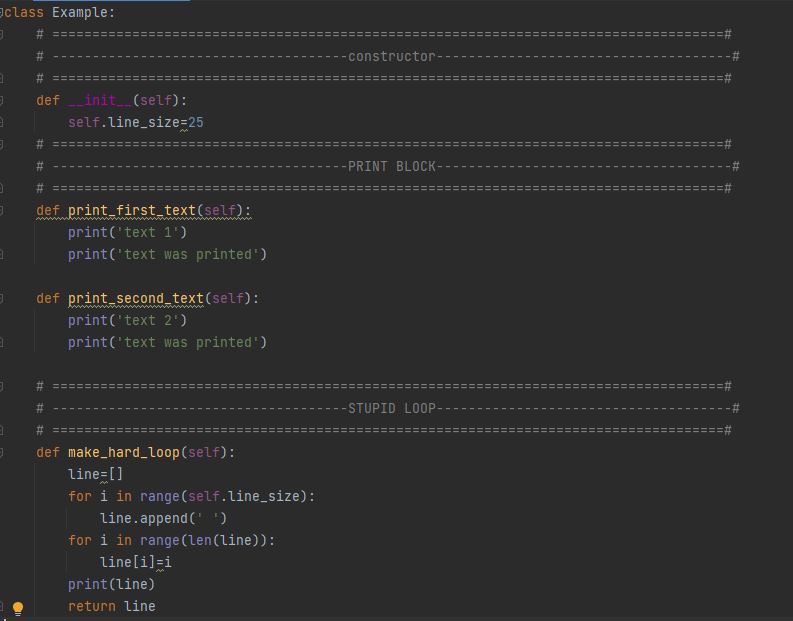 class Example:
    # ====================================================================================#
    # -------------------------------------constructor-------------------------------------#
    # ====================================================================================#
    def __init__(self):
        self.line_size=25
    # ====================================================================================#
    # -------------------------------------PRINT BLOCK-------------------------------------#
    # ====================================================================================#
    def print_first_text(self):
        print('text 1')
        print('text was printed')

    def print_second_text(self):
        print('text 2')
        print('text was printed')

    # ====================================================================================#
    # -------------------------------------STUPID LOOP-------------------------------------#
    # ====================================================================================#
    def make_hard_loop(self):
        line=[]
        for i in range(self.line_size):
            line.append(' ')
        for i in range(len(line)):
            line[i]=i
        print(line)
        return line